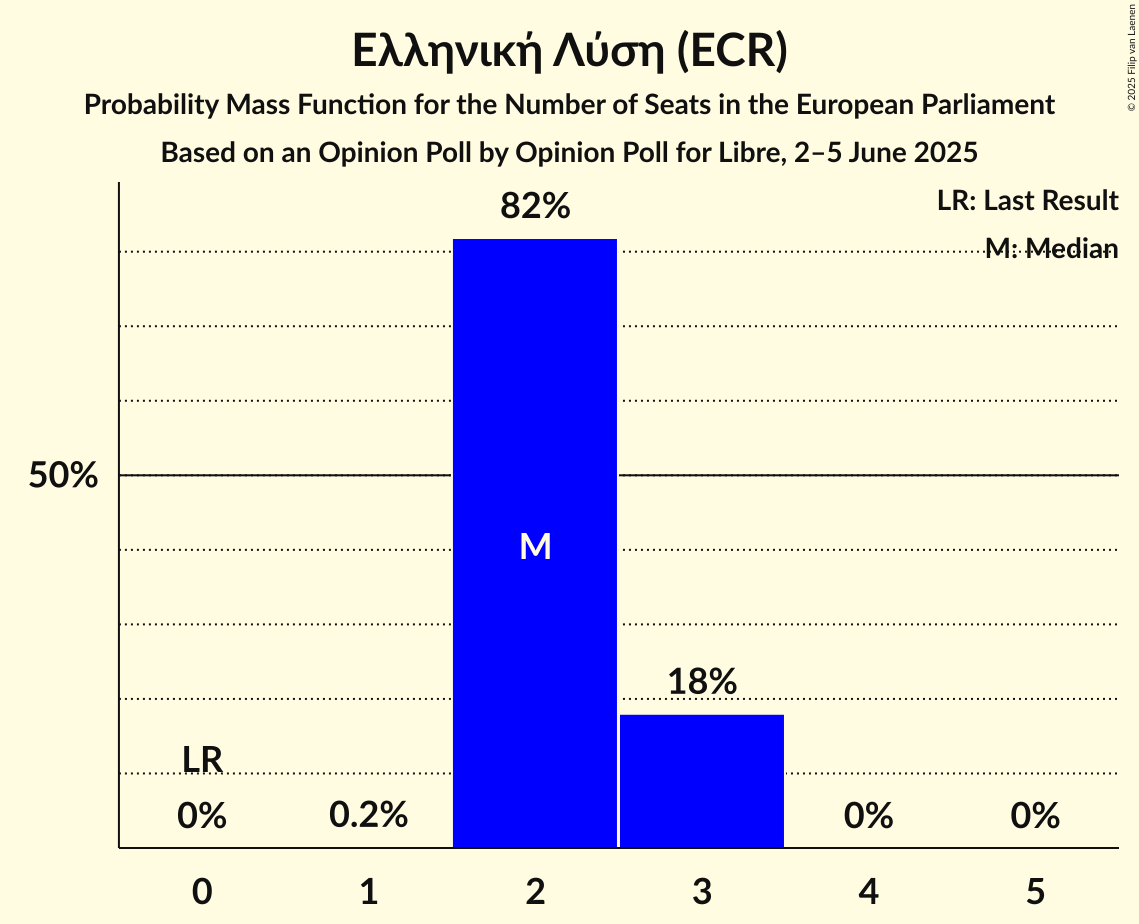 Ελληνική Λύση (ECR)
Probability Mass Function for the Number of Seats in the European Parliament
Based on an Opinion Poll by Opinion Poll for Libre, 2–5 June 2025
© 2025 Filip van Laenen
LR: Last Result
M: Median
82%
50%
M
18%
LR
0%
0.2%
0%
0%
0 1 2 3 4 5